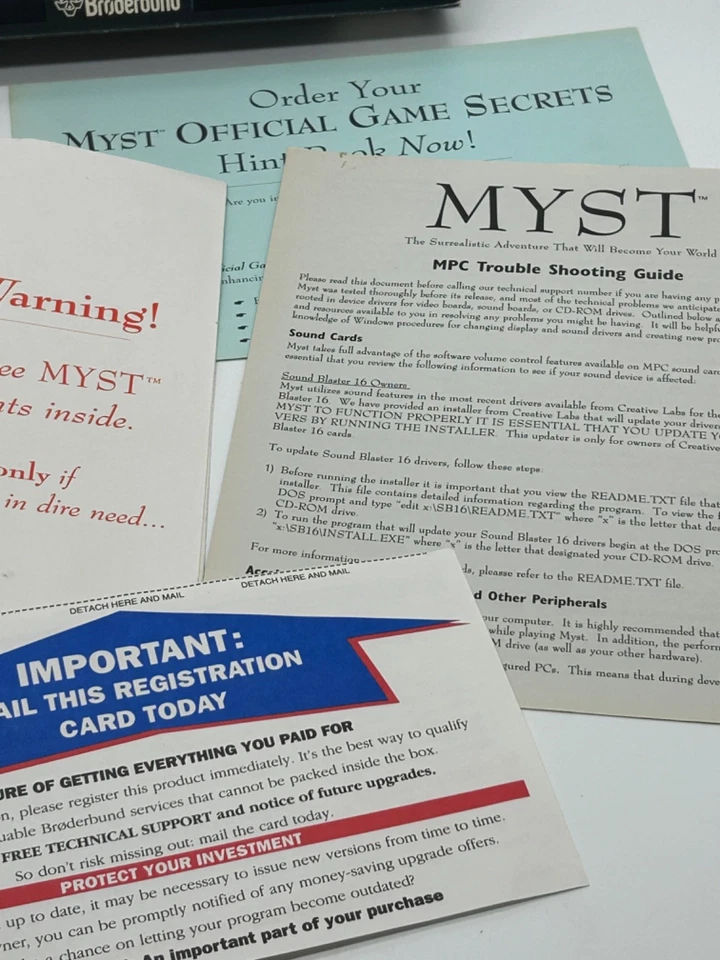 Brøderbund
Order Your
MYST™ OFFICIAL GAME SECRETS
Hint Book Now!
Are you
cial Ga
nhancin
Warning!
ee MYST™
ts inside.
only if
in dire need...
MYST™
The Surrealistic Adventure That Will Become Your World
MPC Trouble Shooting Guide
Please read this document before calling our technical support number if you are having any
Myst was tested thoroughly before its release, and most of the technical problems we anticipate
rooted in device drivers for video boards, sound boards, or CD-ROM drives. Outlined below a
and resources available to you in resolving any problems you might be having. It will be helpf
knowledge of Windows procedures for changing display and sound drivers and creating new pro
Sound Cards
Myst takes full advantage of the software volume control features available on MPC sound car
essential that you review the following information to see if your sound device is affected:
Sound Blaster 16 Owners
Myst utilizes sound features in the most recent drivers available from Creative Labs for the
Blaster 16. We have provided an installer from Creative Labs that will update your driver
MYST TO FUNCTION PROPERLY IT IS ESSENTIAL THAT YOU UPDATE Y
VERS BY RUNNING THE INSTALLER. This updater is only for owners of Creative
Blaster 16 cards
To update Sound Blaster 16 drivers, follow these steps:
1) Before running the installer it is important that you view the README.TXT file that
installer. This file contains detailed information regarding the program. To view the
DOS prompt and type "edit x:\SB16\README.TXT" where "x" is the letter that des
CD-ROM drive.
2) To run the program that will update your Sound Blaster 16 drivers begin at the DOS pro
"x:\SB16\INSTALL.EXE" where "x" is the letter that designated your CD-ROM drive.
For more information
ds, pleasse refer to the README.TXT file.
d Other Peripherals
ur computer. It is highly recommended that
while playing Myst. In addition, the perform
M drive (as well as your other hardware).
gured PCs. This means that during deve
DETACH HERE AND MAIL DETACH HERE AND MAIL
IMPORTANT:
AIL THIS REGISTRATION
CARD TODAY
URE OF GETTING EVERYTHING YOU PAID FOR
n, please register this product immediately. It's the best way to qualify
uable Brøderbund services that cannot be packed inside the box.
FREE TECHNICAL SUPPORT and notice of future upgrades.
So don't risk missing out: mail the card today.
PROTECT YOUR INVESTMENT
up to date, it may be necessary to issue new versions from time to time.
ner, you can be promptly notified of any money-saving upgrade offers.
a chance on letting your program become outdated?
An important part of your purchase